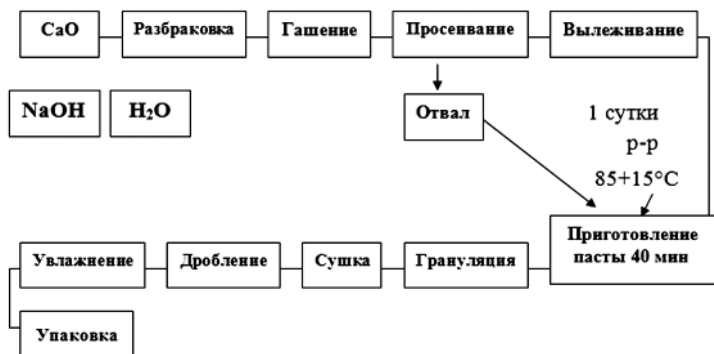 CaO
Разбраковка
Гашение
Просеивание
Вылеживание
NaOH
H₂O
Отвал
1 сутки
р-р
85+15°C
Приготовление
пасты 40 мин
Увлажнение
Дробление
Сушка
Грануляция
Упаковка